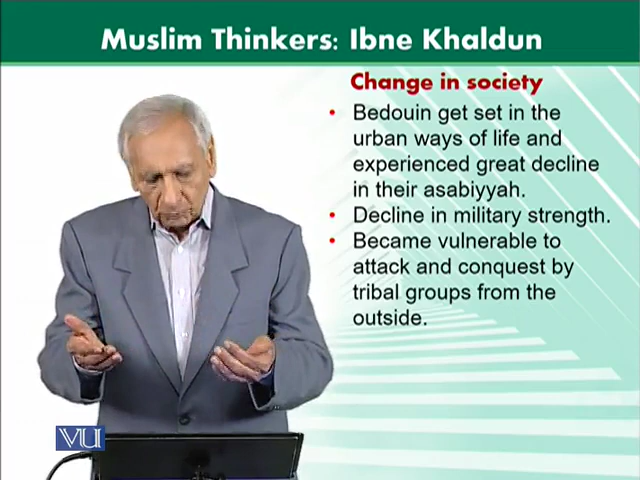 Muslim Thinkers: Ibne Khaldun
Change in society
• Bedouin get set in the
urban ways of life and
experienced great decline
in their asabiyyah.
• Decline in military strength.
• Became vulnerable to
attack and conquest by
tribal groups from the
outside.
VU